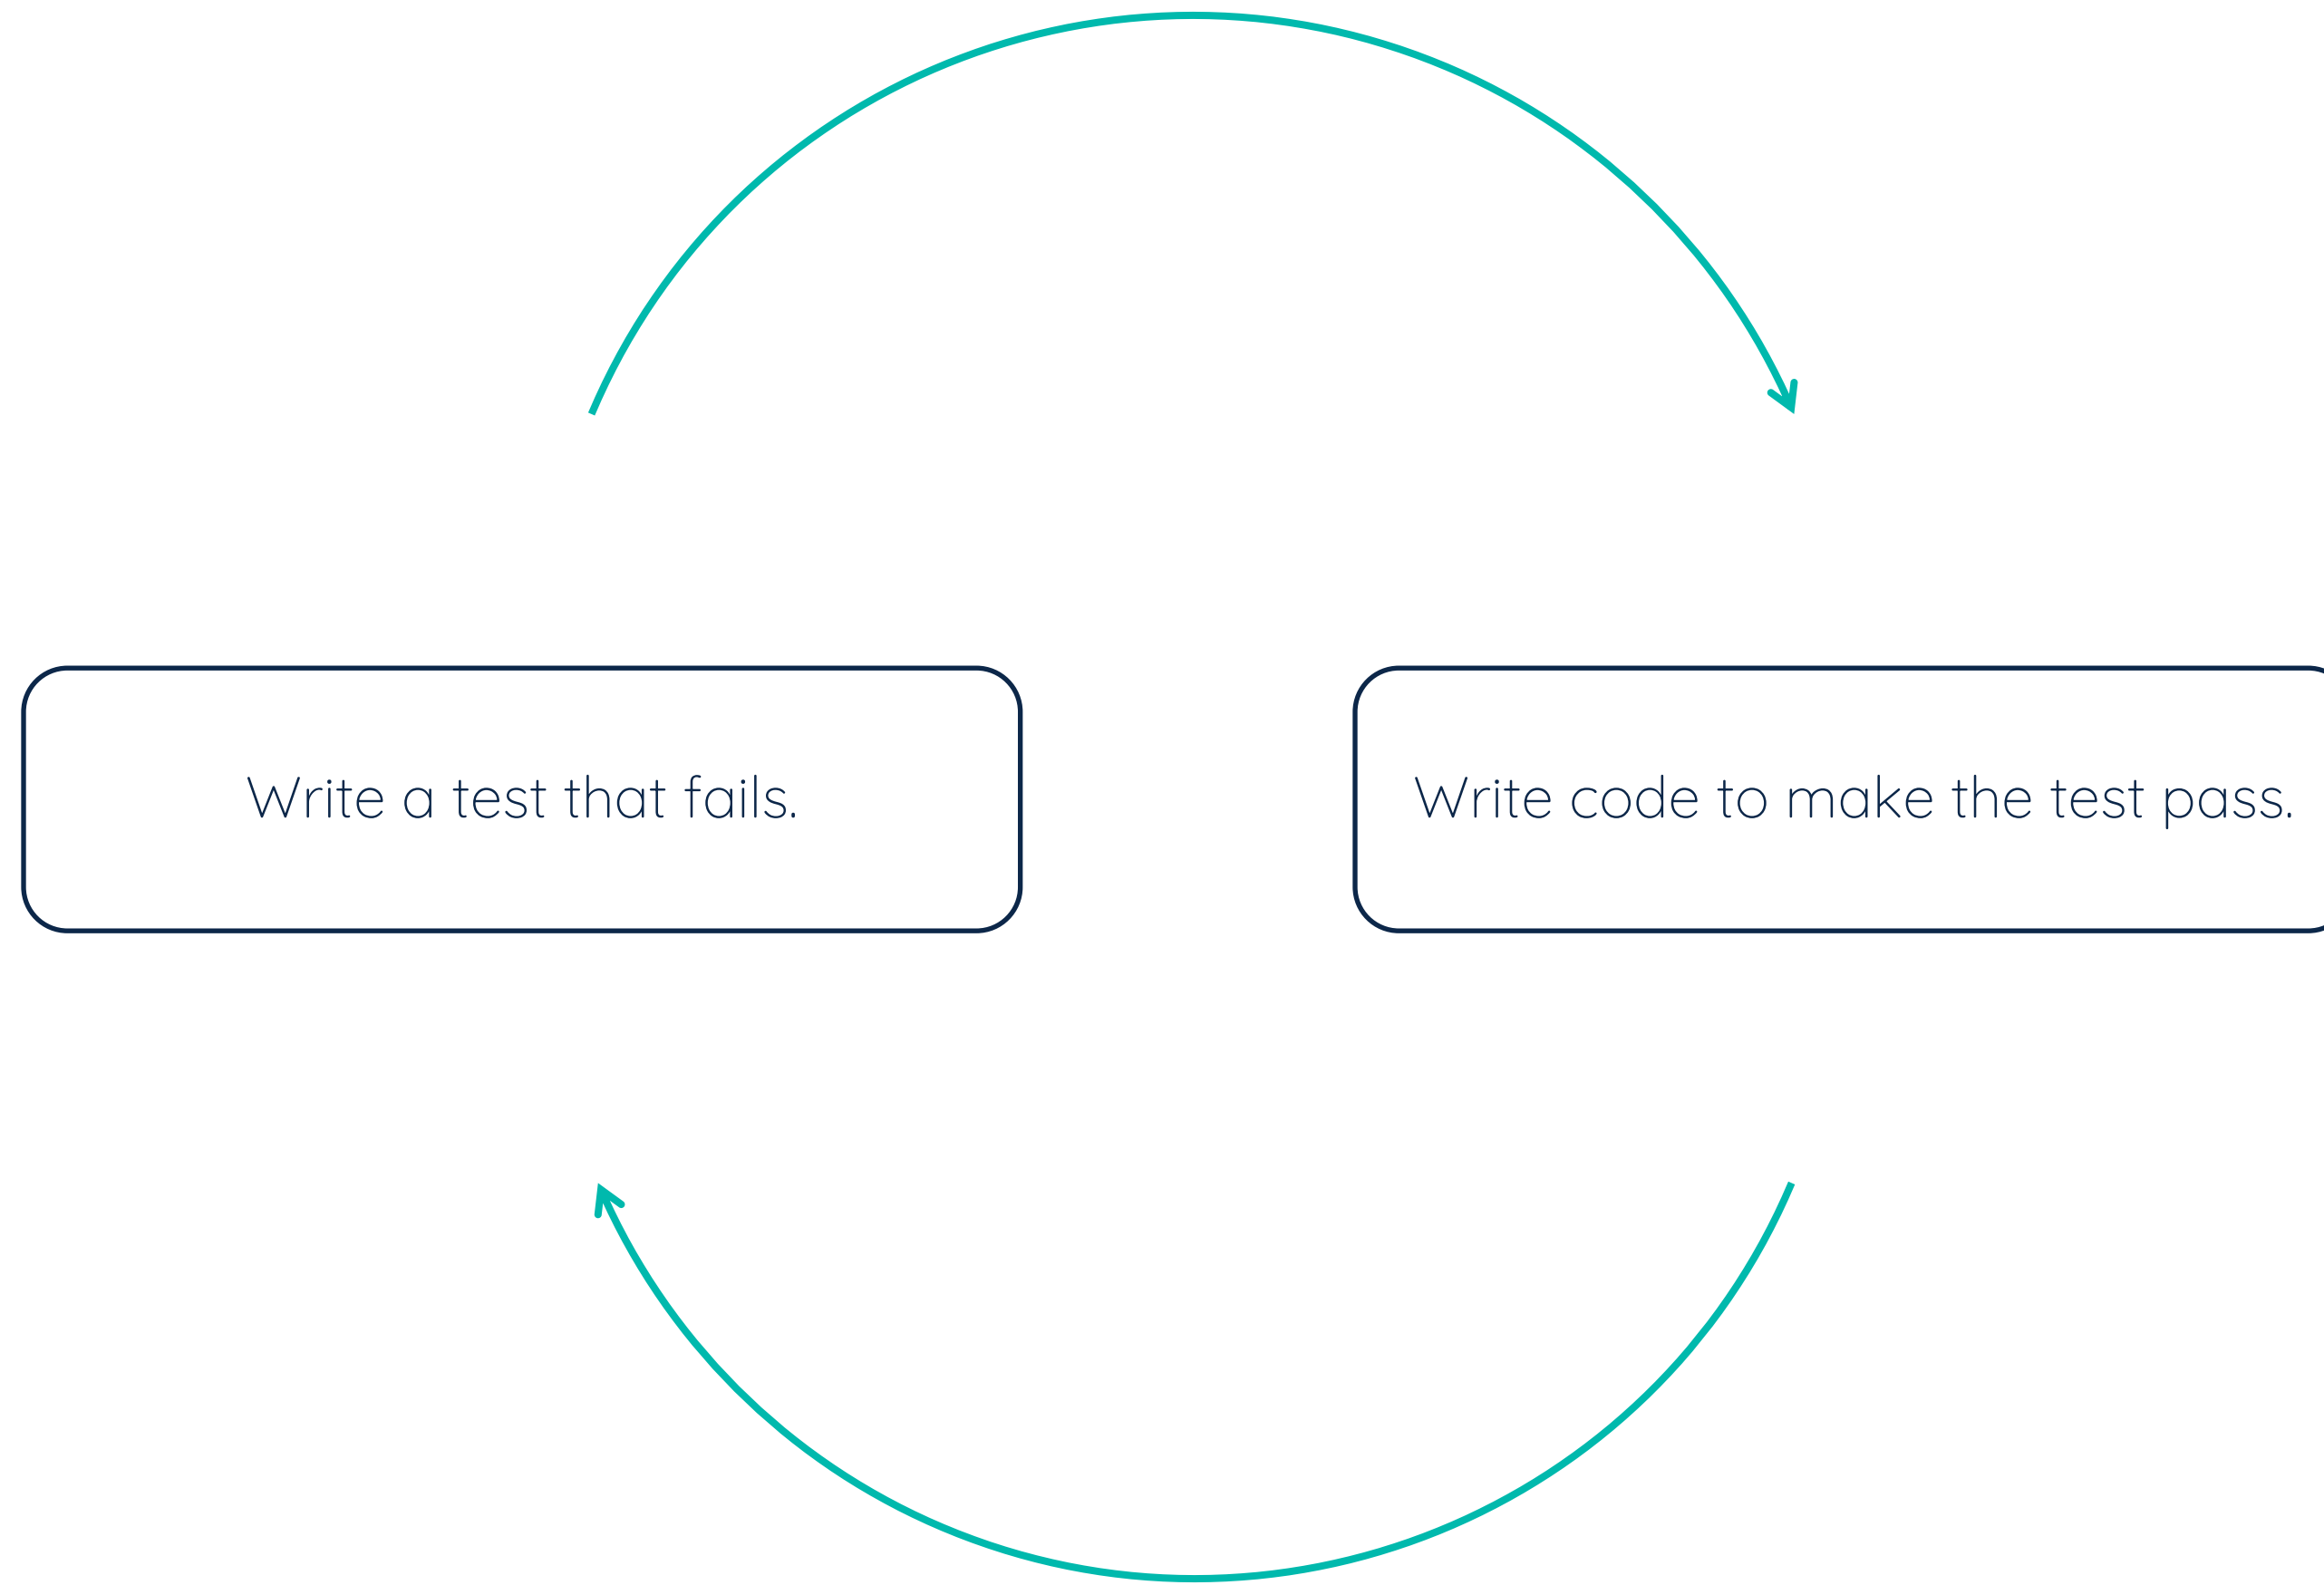 Write a test that fails.
Write code to make the test pass.